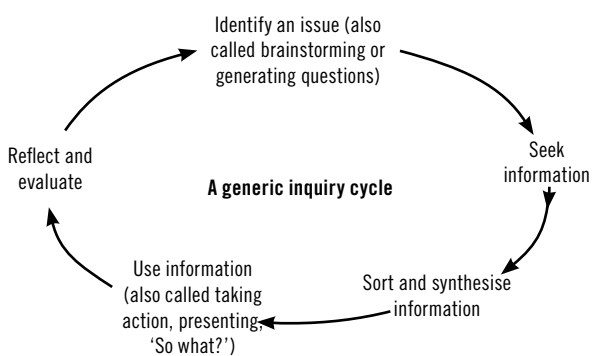 Identify an issue (also
called brainstorming or
generating questions)
Seek
information
Sort and synthesise
information
Use information
(also called taking
action, presenting,
‘So what?’)
Reflect and
evaluate
A generic inquiry cycle